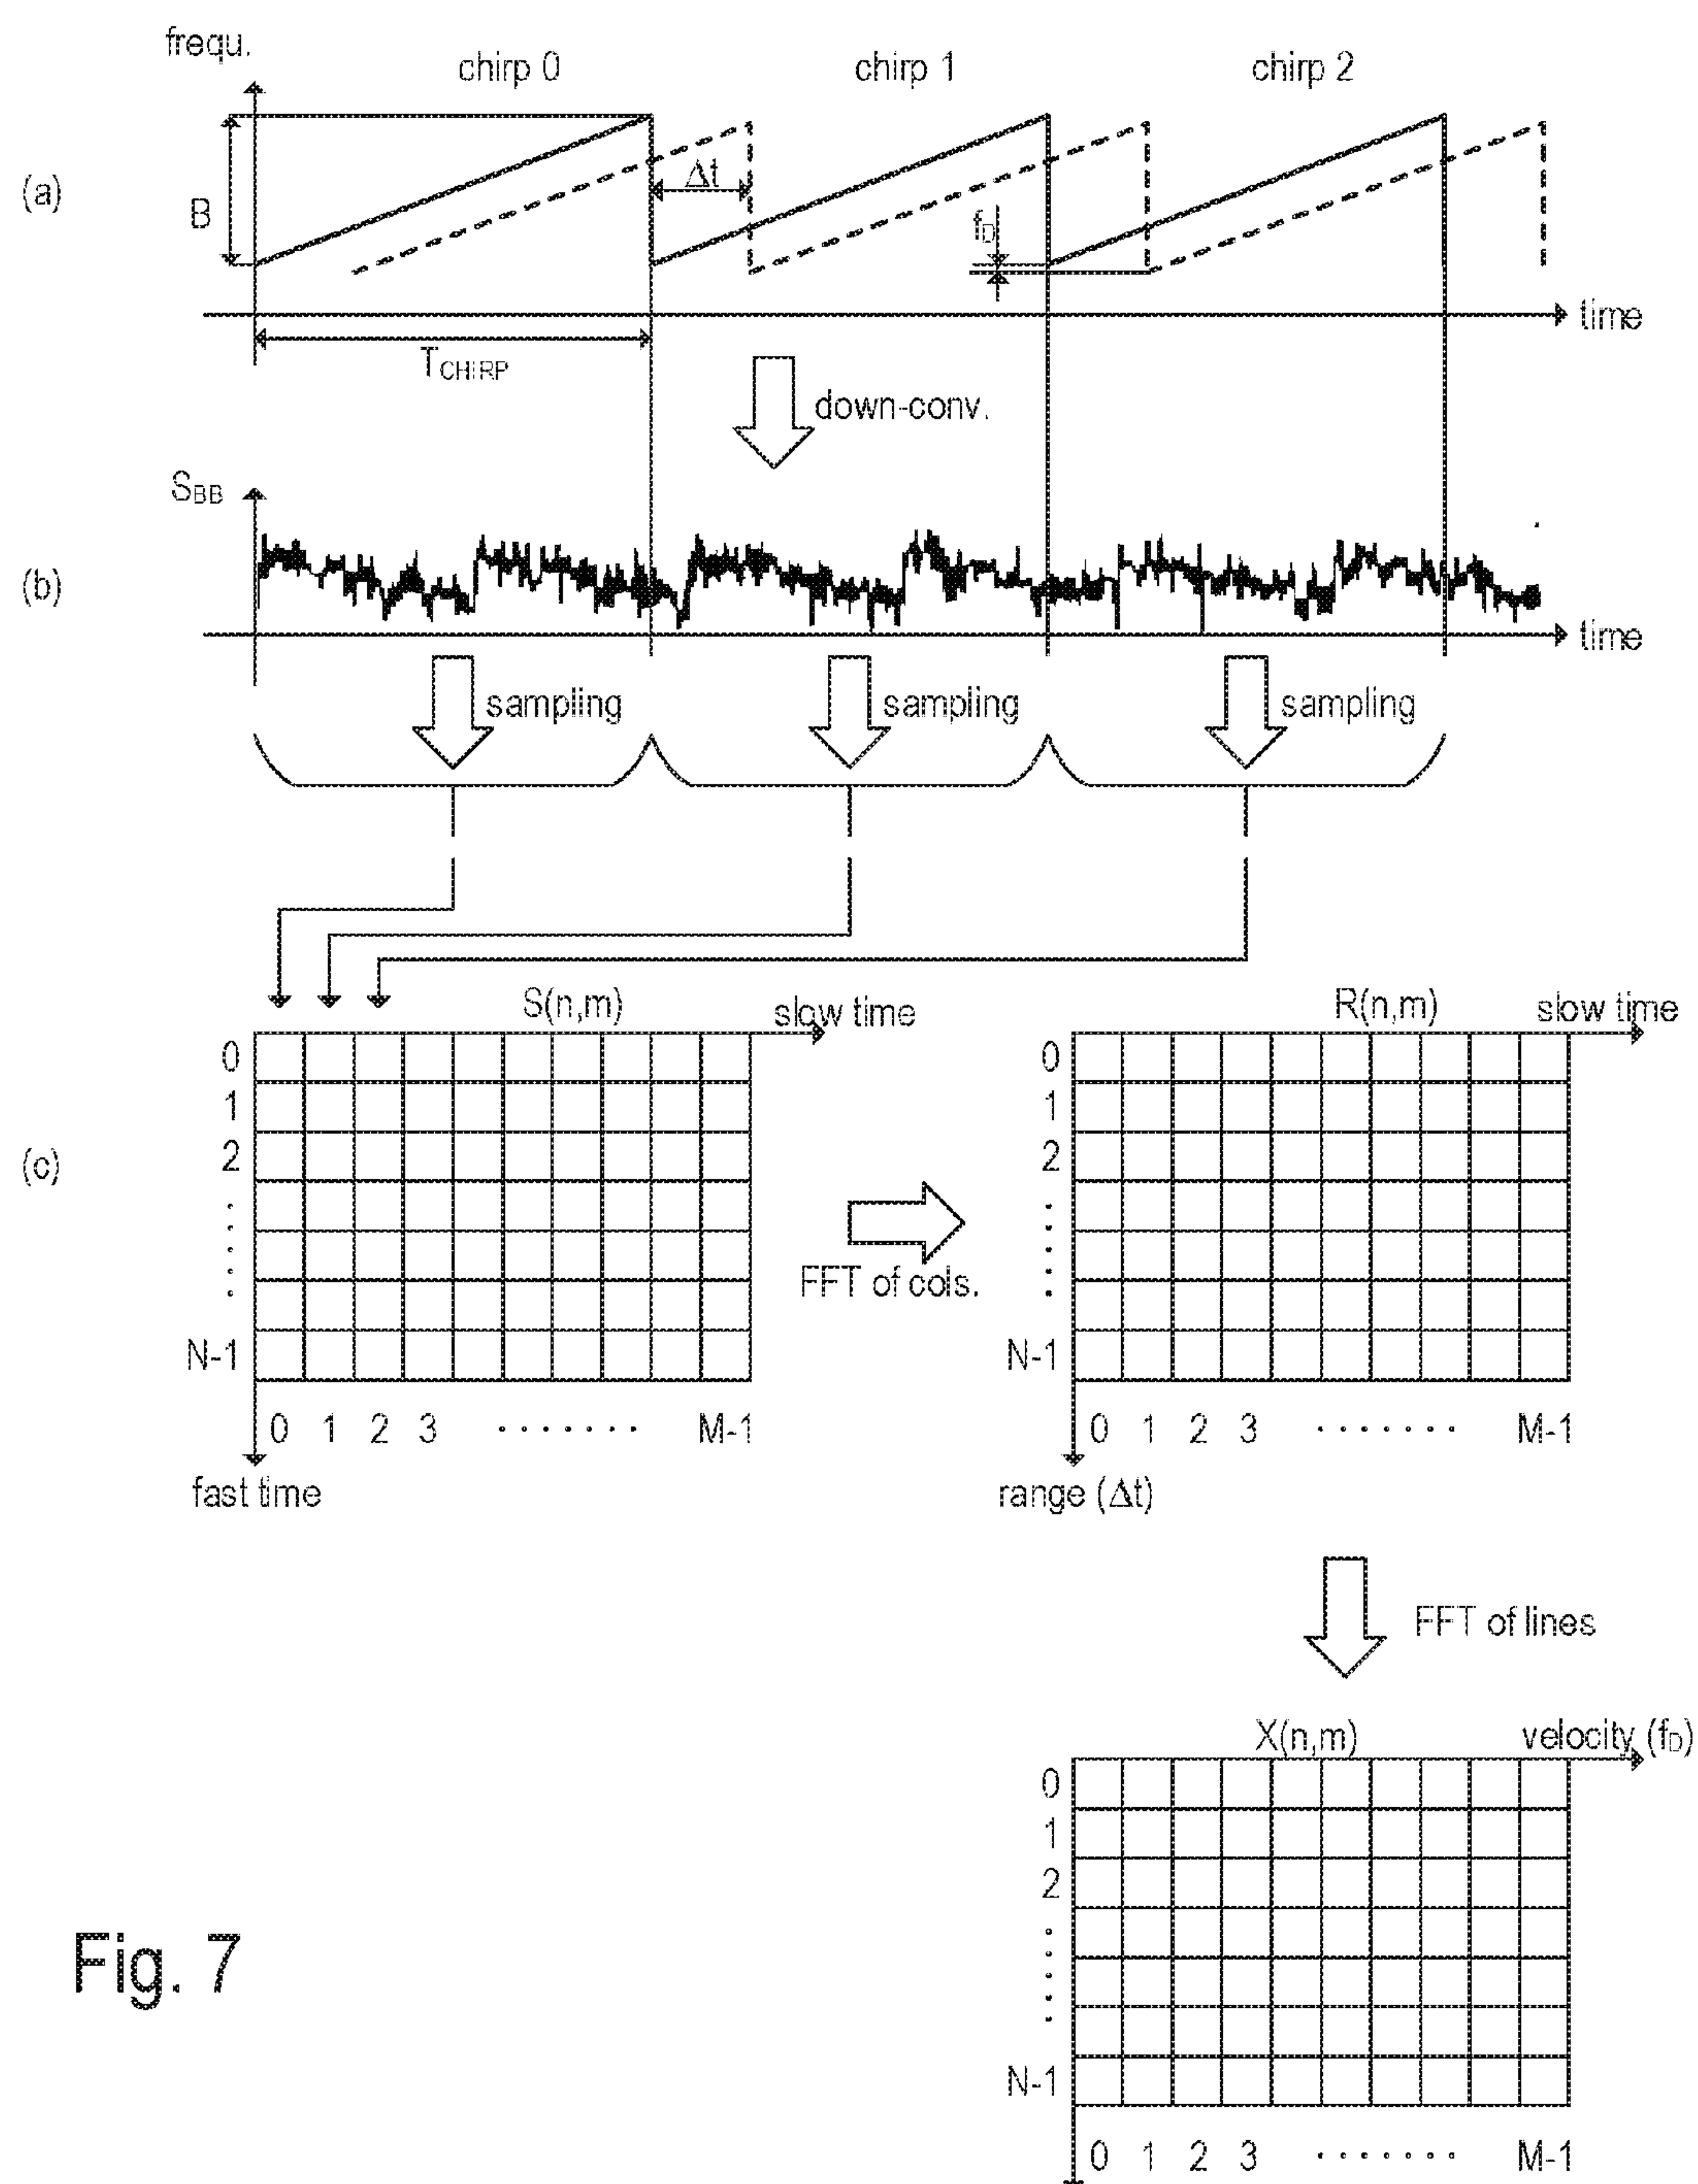 frequ.
chirp 0 chirp 1 chirp 2
(a)
B
Δt
fD
time
TCHIRP
down-conv.
SBB
(b)
time
sampling sampling sampling
S(n,m) slow time R(n,m) slow time
0 0
1 1
2 2
(c)
FFT of cols.
N-1 N-1
0 1 2 3 ....... M-1 0 1 2 3 ....... M-1
fast time range (Δt)
FFT of lines
X(n,m) velocity (fD)
0
1
2
Fig. 7
N-1
0 1 2 3 ....... M-1